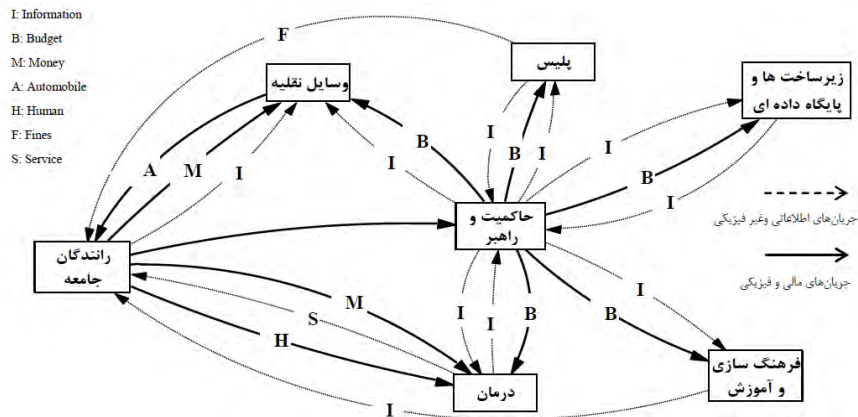 I: Information
B: Budget
M: Money
A: Automobile
H: Human
F: Fines
S: Service
F
پلیس
وسایل نقلیه
زیرساخت ها و
پایگاه داده ای
I
B
I
I
B
I
B
I
A
M
I
I
حاکمیت و
راهبر
جریان‌های اطلاعاتی وغیر فیزیکی
رانندگان
جامعه
جریان‌های مالی و فیزیکی
M
I
I
B
I
B
S
H
درمان
فرهنگ سازی
و آموزش
I